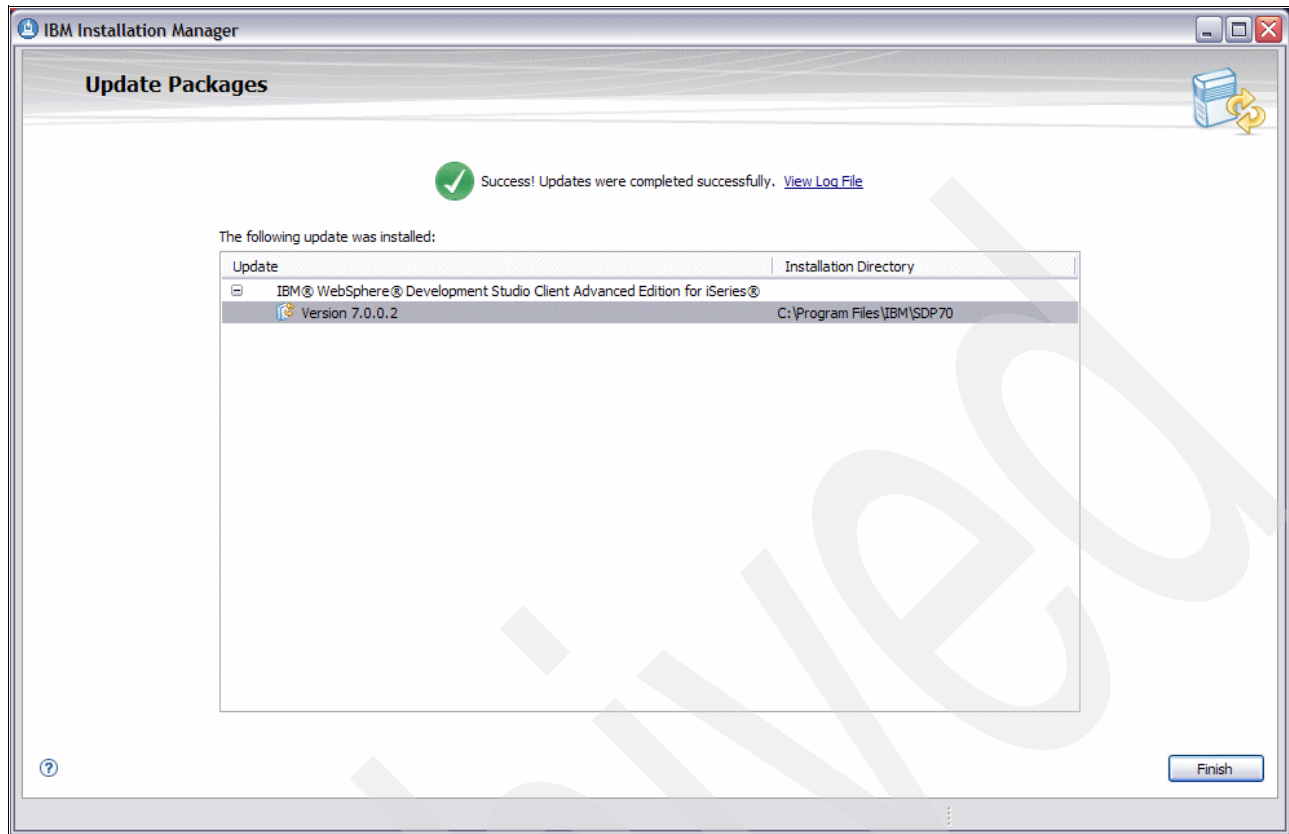 IBM Installation Manager
Update Packages
Success! Updates were completed successfully. View Log File
The following update was installed:
Update Installation Directory
IBM® WebSphere® Development Studio Client Advanced Edition for iSeries®
Version 7.0.0.2 C:\Program Files\IBM\SDP70
Finish
hived